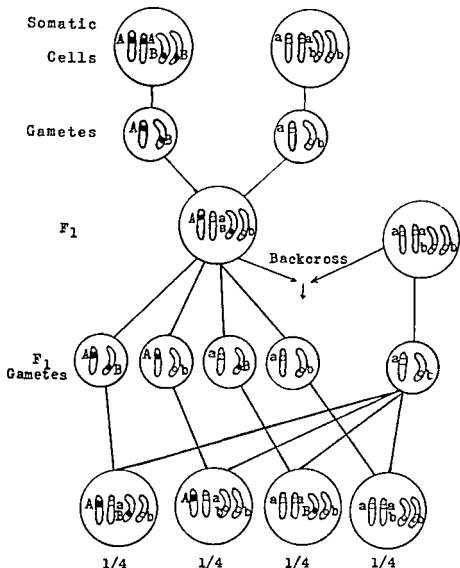 Somatic
Cells
A A B B
a a b b
Gametes
A B
a b
F1
A a B b
a a b b
Backcross
F1
Gametes
A B
A b
a B
a b
a c
A a B b
A a b b
a a B b
a a b b
1/4 1/4 1/4 1/4